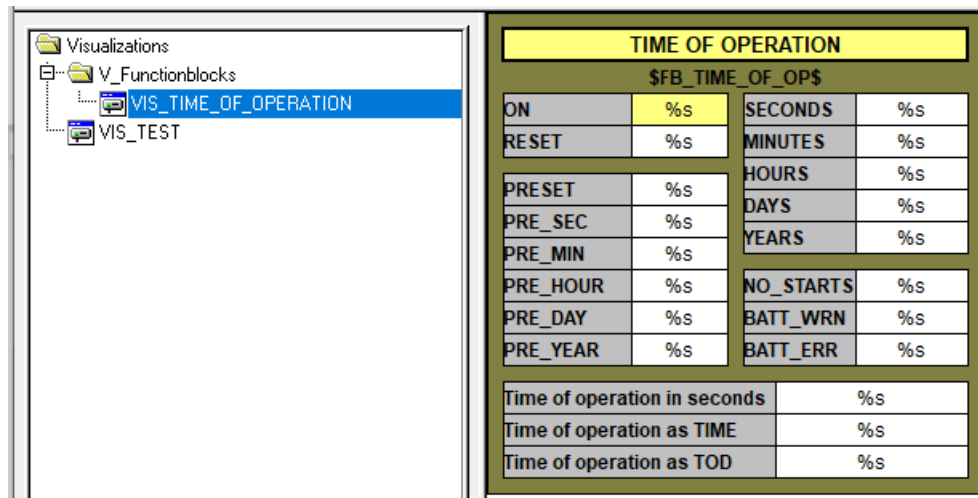 Visualizations
V_Functionblocks
VIS_TIME_OF_OPERATION
VIS_TEST
TIME OF OPERATION
$FB_TIME_OF_OP$
ON %s
RESET %s
PRESET %s
PRE_SEC %s
PRE_MIN %s
PRE_HOUR %s
PRE_DAY %s
PRE_YEAR %s
SECONDS %s
MINUTES %s
HOURS %s
DAYS %s
YEARS %s
NO_STARTS %s
BATT_WRN %s
BATT_ERR %s
Time of operation in seconds %s
Time of operation as TIME %s
Time of operation as TOD %s